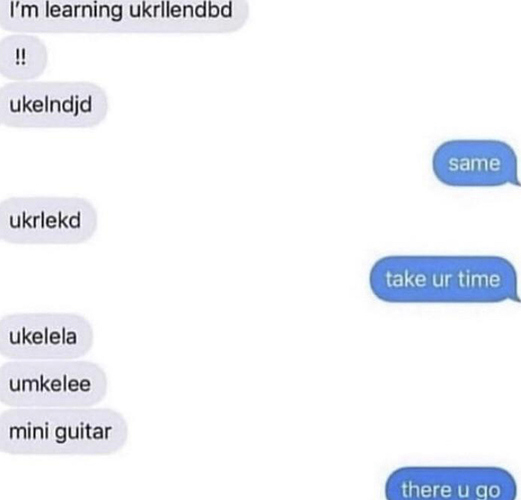 I'm learning ukrllendbd
!!
ukelndjd
same
ukrlekd
take ur time
ukelela
umkelee
mini guitar
there u go